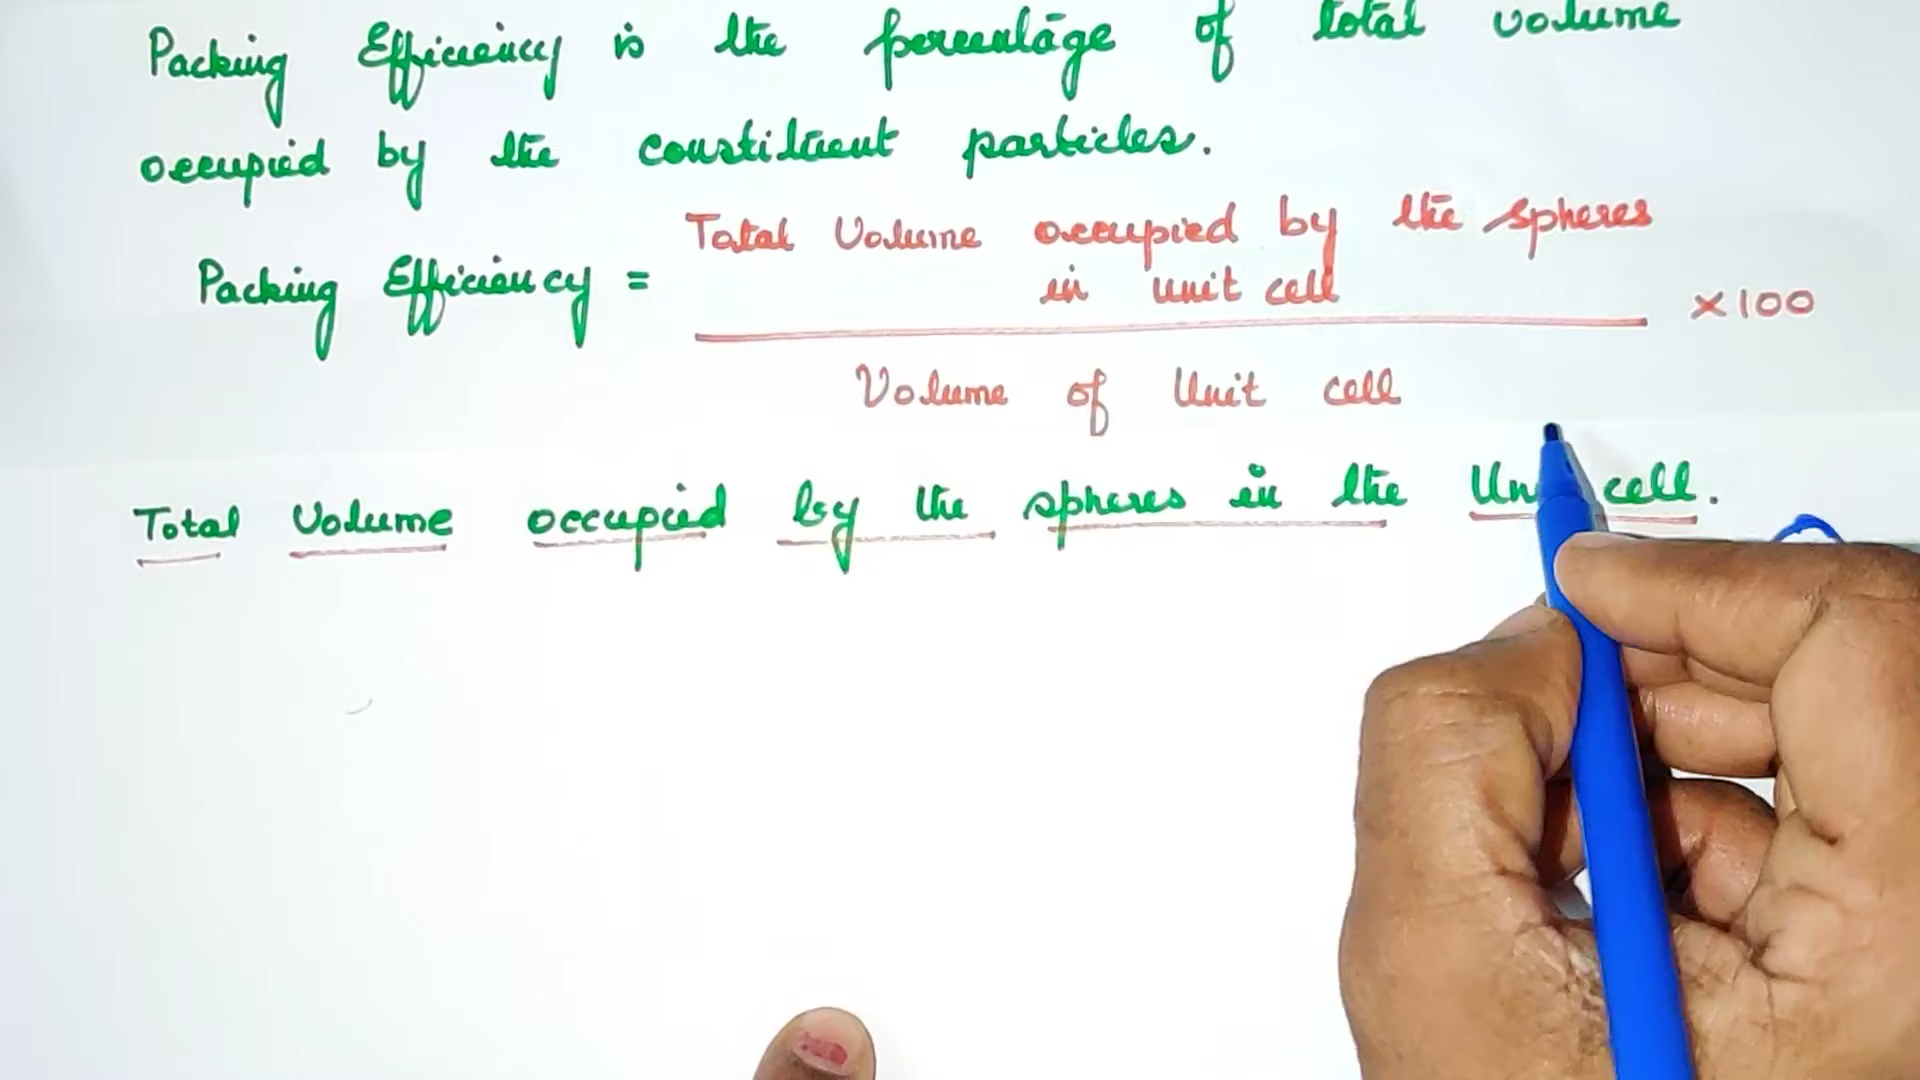 Packing Efficiency is the percentage of total volume
occupied by the constituent particles.
Total Volume occupied by the spheres
in unit cell
Packing Efficiency = × 100
Volume of Unit cell
Total Volume occupied by the spheres in the cell.